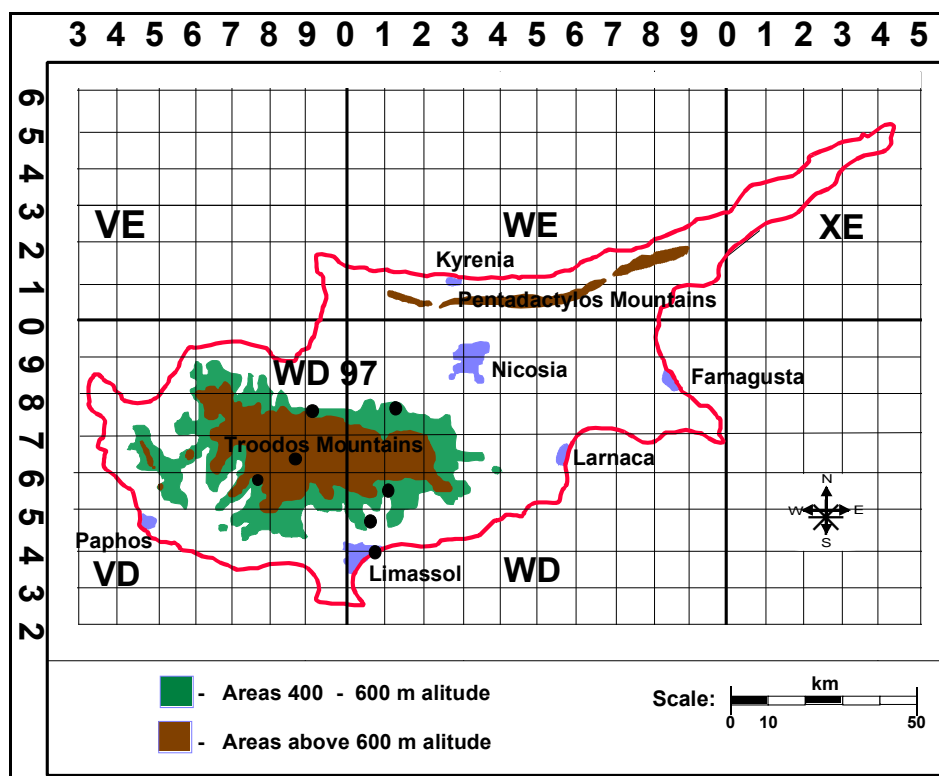 3 4 5 6 7 8 9 0 1 2 3 4 5 6 7 8 9 0 1 2 3 4 5
6
5
4
3
2
1
0
9
8
7
6
5
4
3
2
VE
WE
XE
Kyrenia
Pentadactylos Mountains
WD 97
Nicosia
Famagusta
Troodos Mountains
Larnaca
N
W E
S
Paphos
VD
Limassol
WD
- Areas 400 - 600 m alitude
- Areas above 600 m altitude
Scale:
km
0 10 50